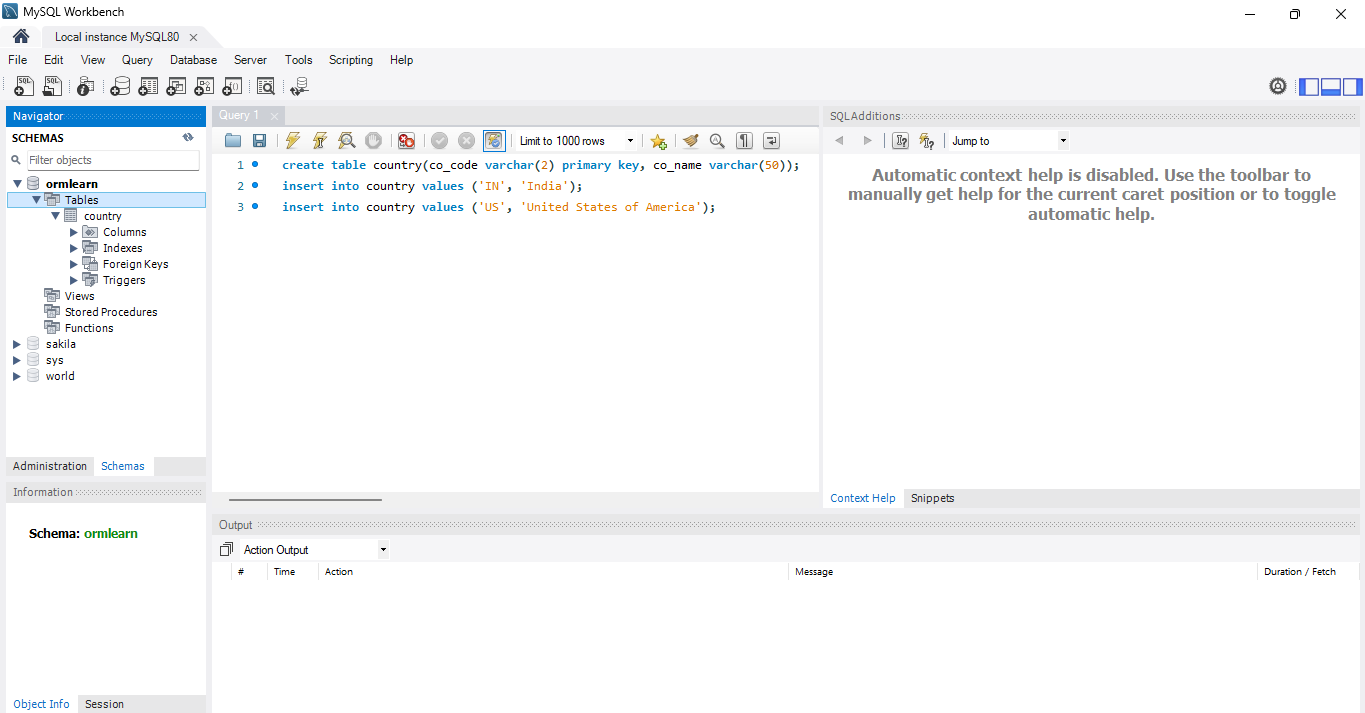 MySQL Workbench
Local instance MySQL80
File Edit View Query Database Server Tools Scripting Help
Navigator
SCHEMAS
Filter objects
ormlearn
Tables
country
Columns
Indexes
Foreign Keys
Triggers
Views
Stored Procedures
Functions
sakila
sys
world
Administration Schemas
Information
Schema: ormlearn
Object Info Session
Query 1
Limit to 1000 rows
1 create table country(co_code varchar(2) primary key, co_name varchar(50));
2 insert into country values ('IN', 'India');
3 insert into country values ('US', 'United States of America');
SQLAdditions
Jump to
Automatic context help is disabled. Use the toolbar to
manually get help for the current caret position or to toggle
automatic help.
Context Help Snippets
Output
Action Output
# Time Action Message Duration / Fetch